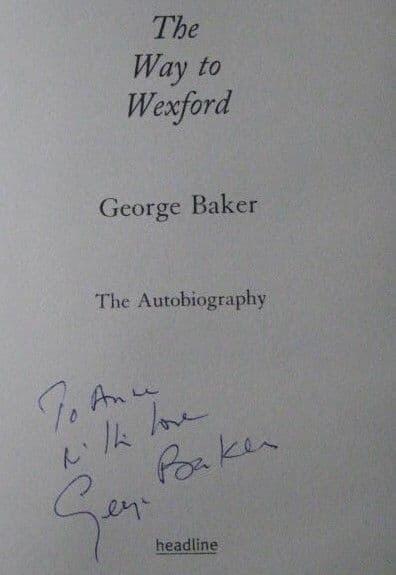 The
Way to
Wexford
George Baker
The Autobiography
To Anne
with love
George Baker
headline